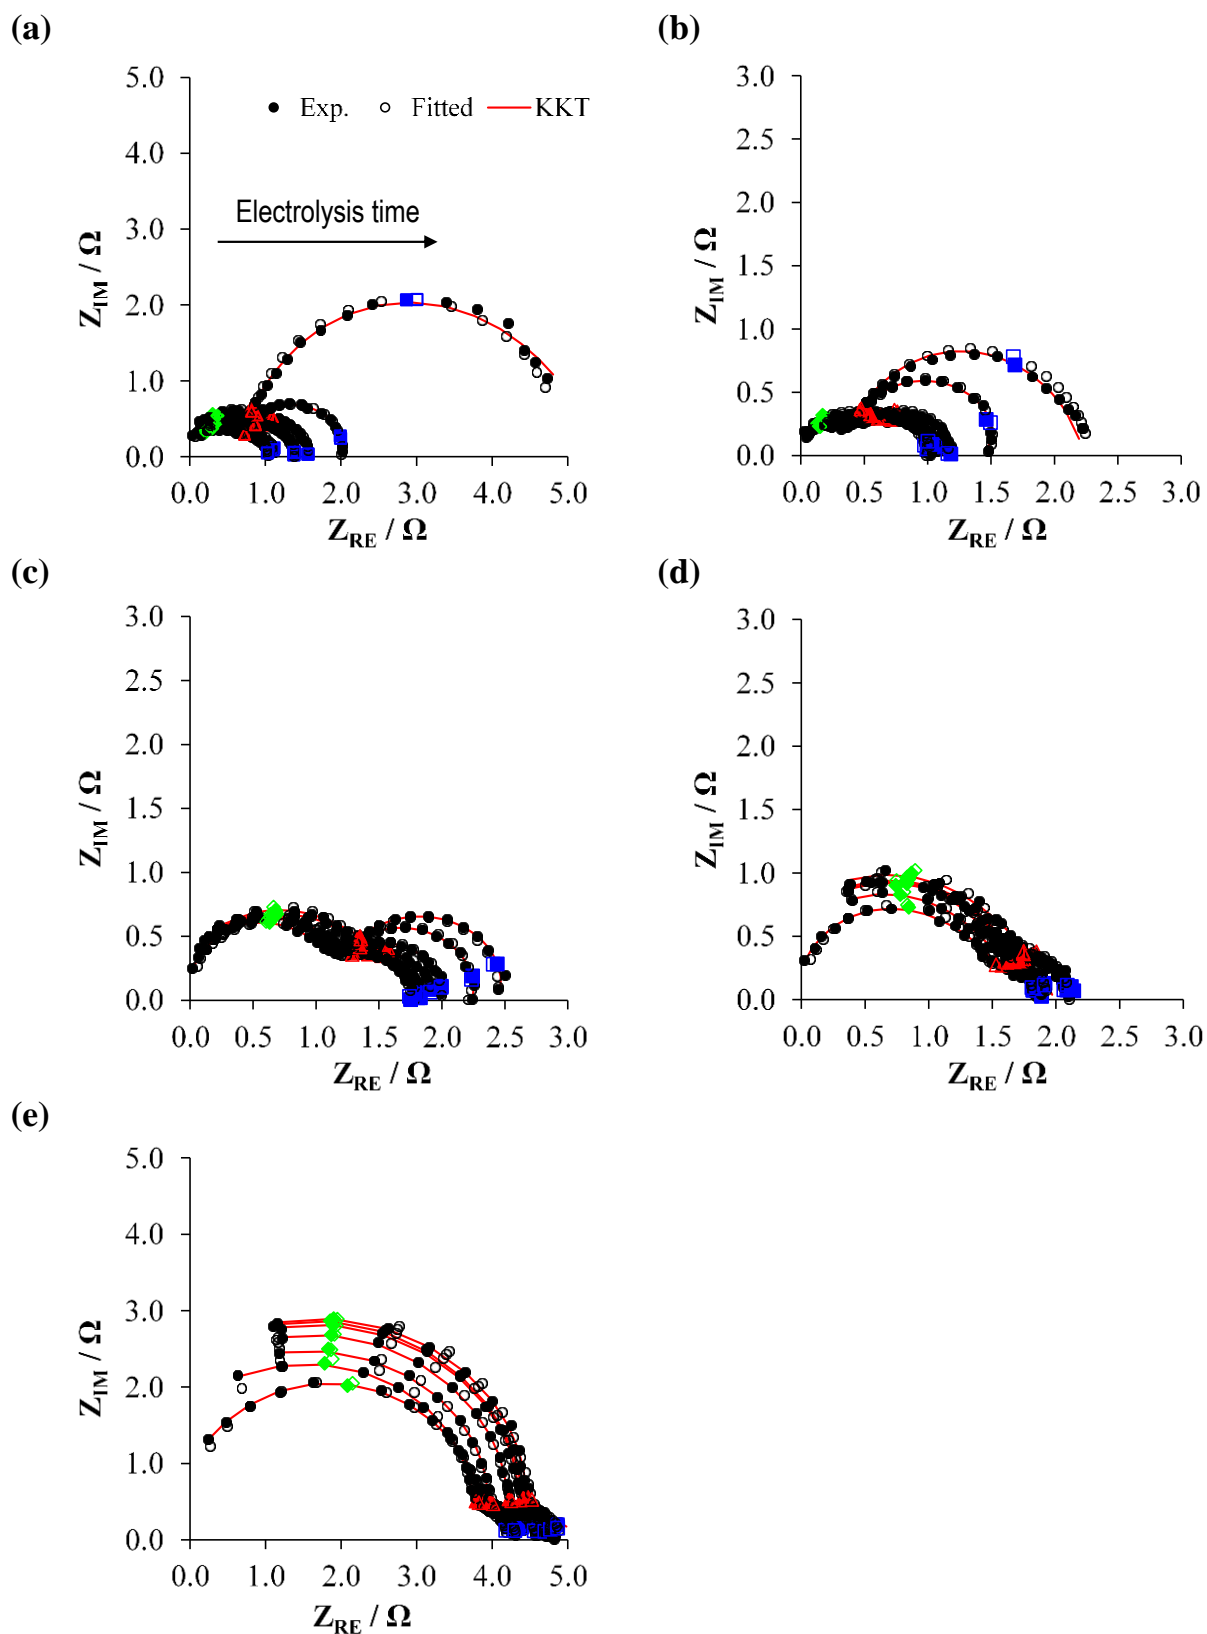 (a)
5.0
4.0
3.0
2.0
1.0
0.0
Z_IM / Ω
Exp. Fitted KKT
Electrolysis time
0.0 1.0 2.0 3.0 4.0 5.0
Z_RE / Ω
(b)
3.0
2.5
2.0
1.5
1.0
0.5
0.0
Z_IM / Ω
0.0 0.5 1.0 1.5 2.0 2.5 3.0
Z_RE / Ω
(c)
3.0
2.5
2.0
1.5
1.0
0.5
0.0
Z_IM / Ω
0.0 0.5 1.0 1.5 2.0 2.5 3.0
Z_RE / Ω
(d)
3.0
2.5
2.0
1.5
1.0
0.5
0.0
Z_IM / Ω
0.0 0.5 1.0 1.5 2.0 2.5 3.0
Z_RE / Ω
(e)
5.0
4.0
3.0
2.0
1.0
0.0
Z_IM / Ω
0.0 1.0 2.0 3.0 4.0 5.0
Z_RE / Ω